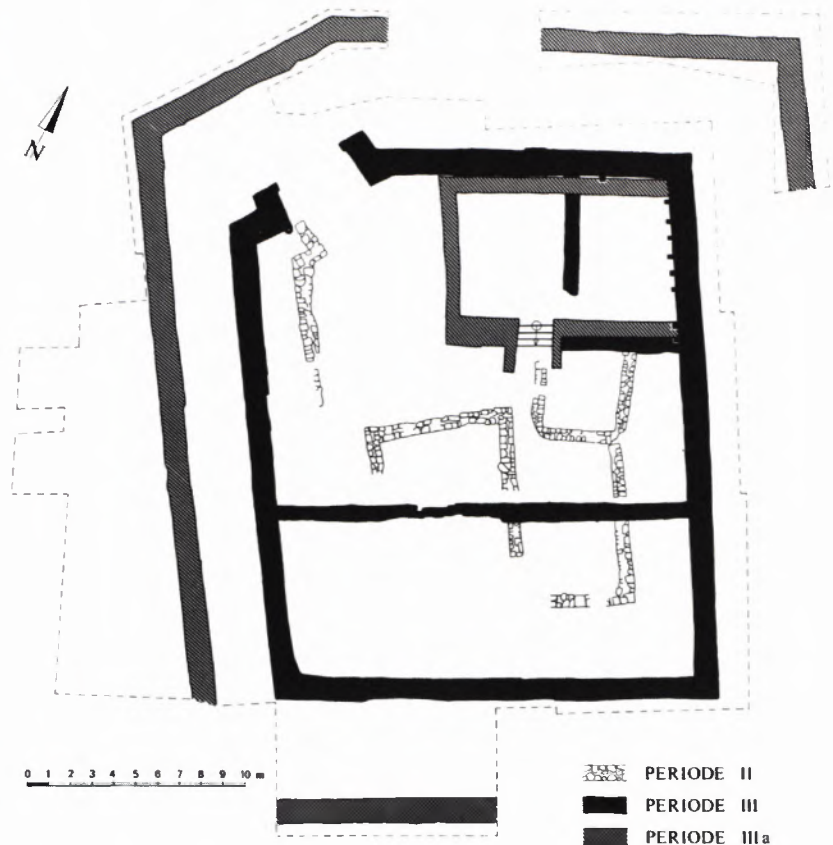 N
0 1 2 3 4 5 6 7 8 9 10 m
PERIODE II
PERIODE III
PERIODE IIIa